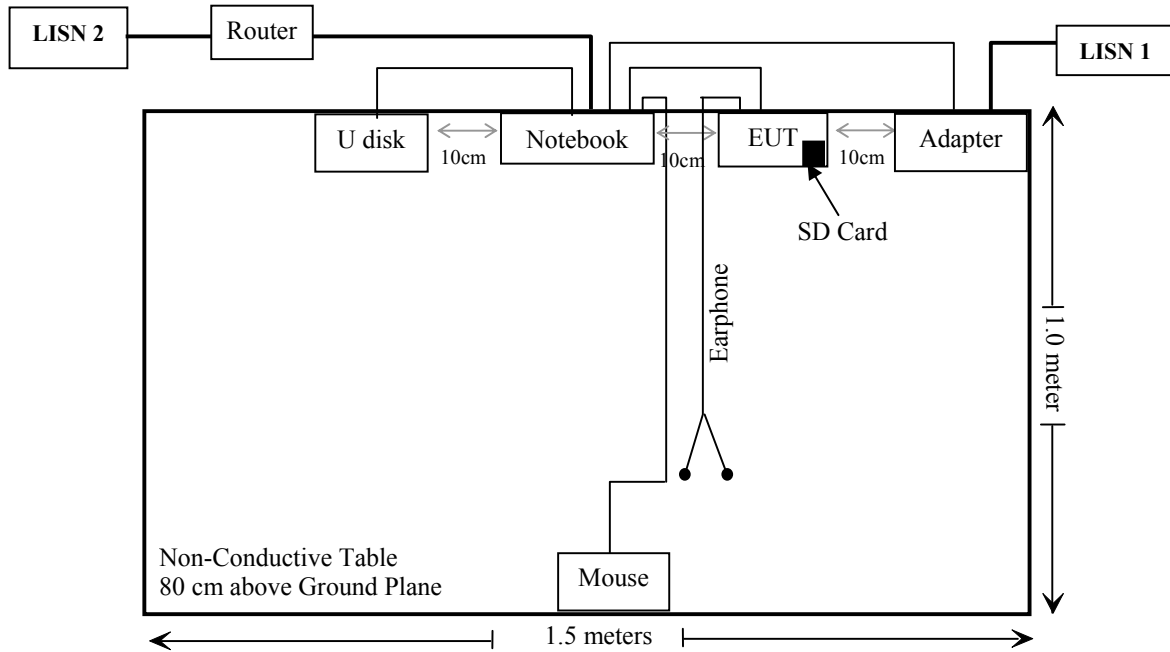 LISN 2
Router
LISN 1
U disk
10cm
Notebook
10cm
EUT
10cm
Adapter
SD Card
Earphone
1.0 meter
Non-Conductive Table
80 cm above Ground Plane
Mouse
1.5 meters